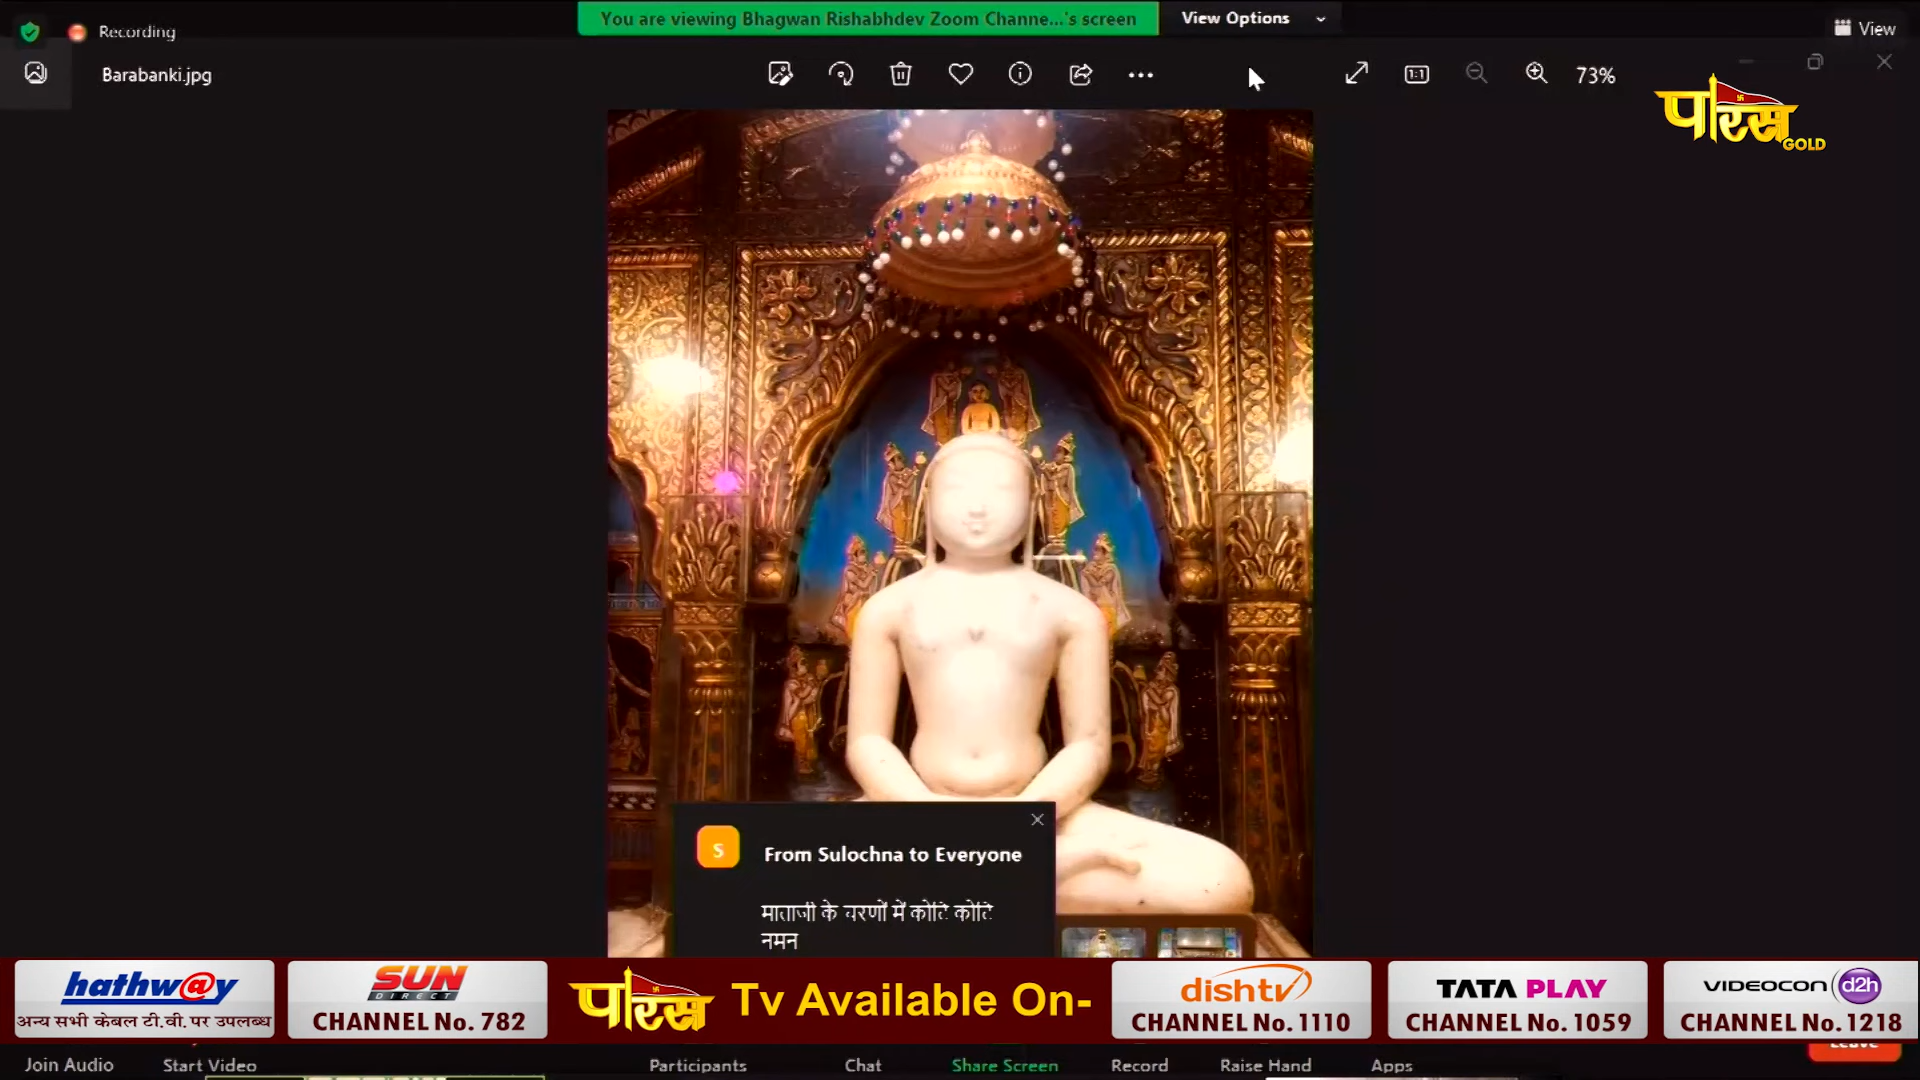 You are viewing Bhagwan Rishabhdev Zoom Channe...'s screen
View Options
Recording
View
Barabanki.jpg
1:1
73%
पारस
GOLD
S
From Sulochna to Everyone
माताजी के चरणों में कोटि कोटि
नमन
hathw@y
अन्य सभी केबल टी.वी. पर उपलब्ध
SUN
DIRECT
CHANNEL No. 782
पारस Tv Available On-
dishtv
CHANNEL No. 1110
TATA PLAY
CHANNEL No. 1059
VIDEOCON d2h
CHANNEL No. 1218
Join Audio
Start Video
Participants
Chat
Share Screen
Record
Raise Hand
Apps
Leave